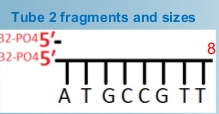 Tube 2 fragments and sizes
32-PO4 5′-
32-PO4 5′ 8
A T G C C G T T